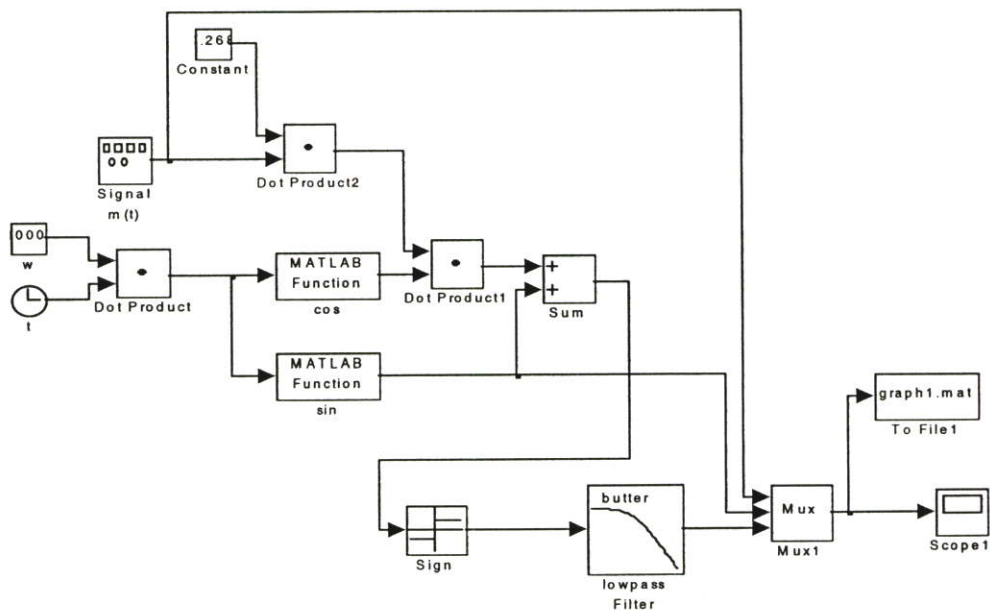 .268
Constant
Dot Product2
Signal
m(t)
000
w
Dot Product
t
MATLAB
Function
cos
Dot Product1
+
+
Sum
MATLAB
Function
sin
graph1.mat
To File1
butter
Mux
Mux1
Scope1
Sign
lowpass
Filter